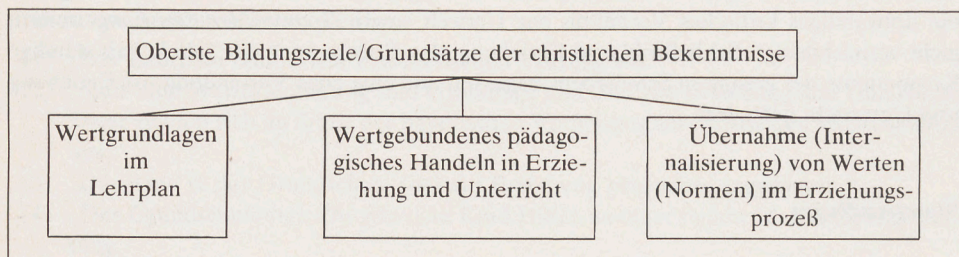 Oberste Bildungsziele/Grundsätze der christlichen Bekenntnisse
Wertgrundlagen
im
Lehrplan
Wertgebundenes pädago-
gisches Handeln in Erzie-
hung und Unterricht
Übernahme (Inter-
nalisierung) von Werten
(Normen) im Erziehungs-
prozeß